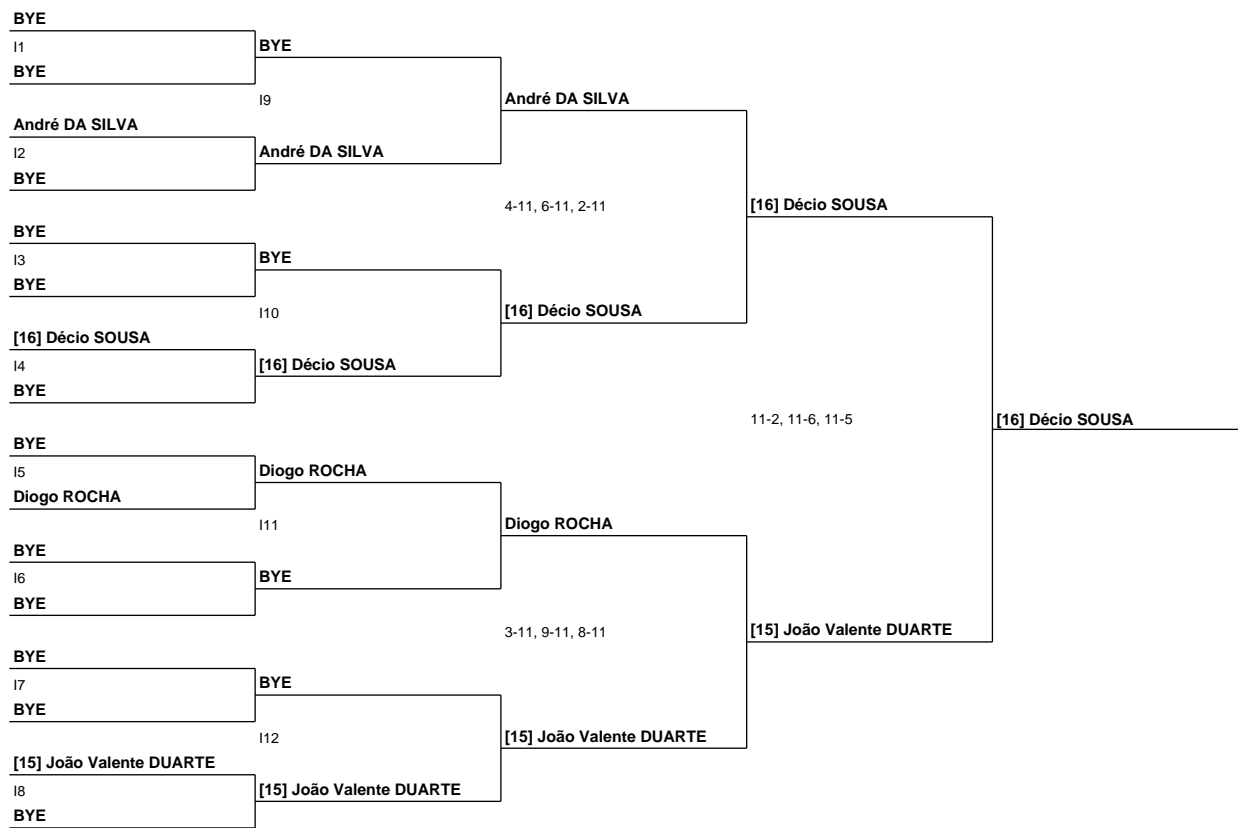 BYE
I1
BYE
BYE
I9
André DA SILVA
André DA SILVA
I2
André DA SILVA
BYE
4-11, 6-11, 2-11
[16] Décio SOUSA
BYE
I3
BYE
BYE
I10
[16] Décio SOUSA
[16] Décio SOUSA
I4
[16] Décio SOUSA
BYE
11-2, 11-6, 11-5
[16] Décio SOUSA
BYE
I5
Diogo ROCHA
Diogo ROCHA
I11
Diogo ROCHA
BYE
I6
BYE
BYE
3-11, 9-11, 8-11
[15] João Valente DUARTE
BYE
I7
BYE
BYE
I12
[15] João Valente DUARTE
[15] João Valente DUARTE
I8
[15] João Valente DUARTE
BYE